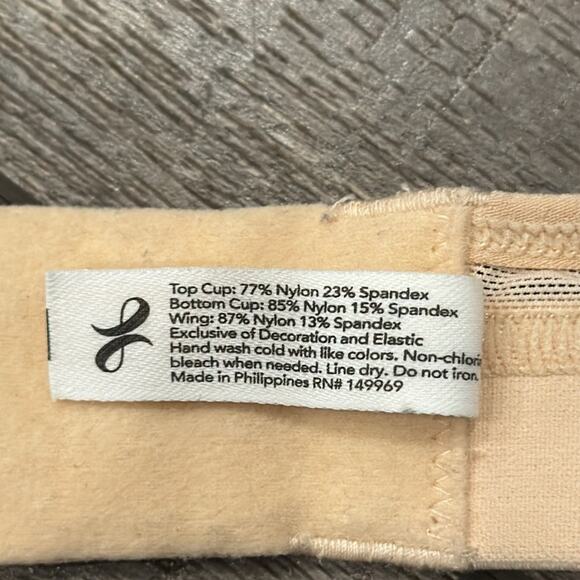 Top Cup: 77% Nylon 23% Spandex
Bottom Cup: 85% Nylon 15% Spandex
Wing: 87% Nylon 13% Spandex
Exclusive of Decoration and Elastic
Hand wash cold with like colors. Non-chlori
bleach when needed. Line dry. Do not iron.
Made in Philippines RN# 149969